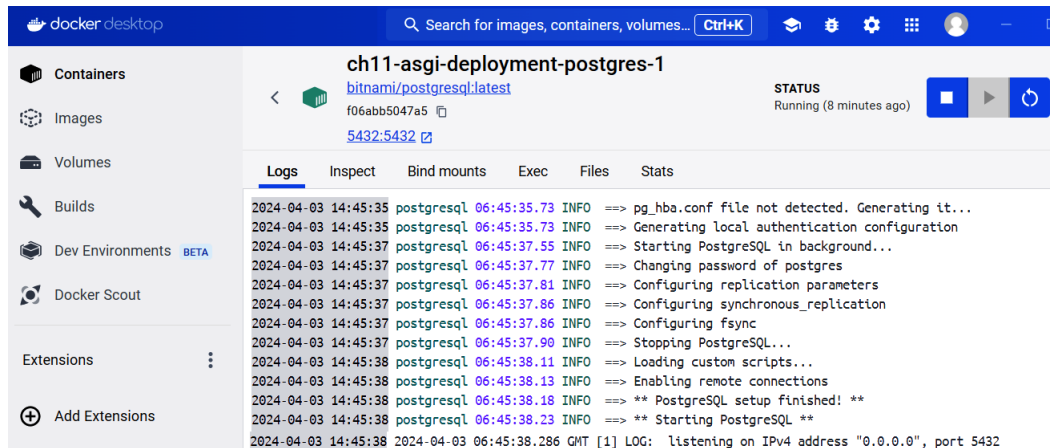 docker desktop
Search for images, containers, volumes... Ctrl+K
Containers
Images
Volumes
Builds
Dev Environments BETA
Docker Scout
Extensions
Add Extensions
ch11-asgi-deployment-postgres-1
bitnami/postgresql:latest
f06abb5047a5
5432:5432
STATUS
Running (8 minutes ago)
Logs Inspect Bind mounts Exec Files Stats
2024-04-03 14:45:35 postgresql 06:45:35.73 INFO ==> pg_hba.conf file not detected. Generating it...
2024-04-03 14:45:35 postgresql 06:45:35.73 INFO ==> Generating local authentication configuration
2024-04-03 14:45:37 postgresql 06:45:37.55 INFO ==> Starting PostgreSQL in background...
2024-04-03 14:45:37 postgresql 06:45:37.77 INFO ==> Changing password of postgres
2024-04-03 14:45:37 postgresql 06:45:37.81 INFO ==> Configuring replication parameters
2024-04-03 14:45:37 postgresql 06:45:37.86 INFO ==> Configuring synchronous_replication
2024-04-03 14:45:37 postgresql 06:45:37.86 INFO ==> Configuring fsync
2024-04-03 14:45:37 postgresql 06:45:37.90 INFO ==> Stopping PostgreSQL...
2024-04-03 14:45:38 postgresql 06:45:38.11 INFO ==> Loading custom scripts...
2024-04-03 14:45:38 postgresql 06:45:38.13 INFO ==> Enabling remote connections
2024-04-03 14:45:38 postgresql 06:45:38.18 INFO ==> ** PostgreSQL setup finished! **
2024-04-03 14:45:38 postgresql 06:45:38.23 INFO ==> ** Starting PostgreSQL **
2024-04-03 14:45:38 2024-04-03 06:45:38.286 GMT [1] LOG: listening on IPv4 address "0.0.0.0", port 5432